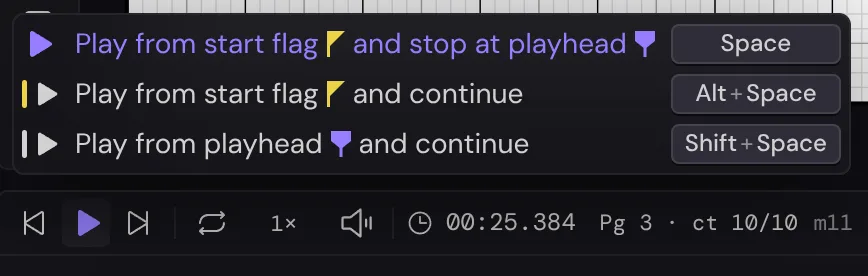 Play from start flag and stop at playhead Space
Play from start flag and continue Alt+Space
Play from playhead and continue Shift+Space
1× 00:25.384 Pg 3 · ct 10/10 m11